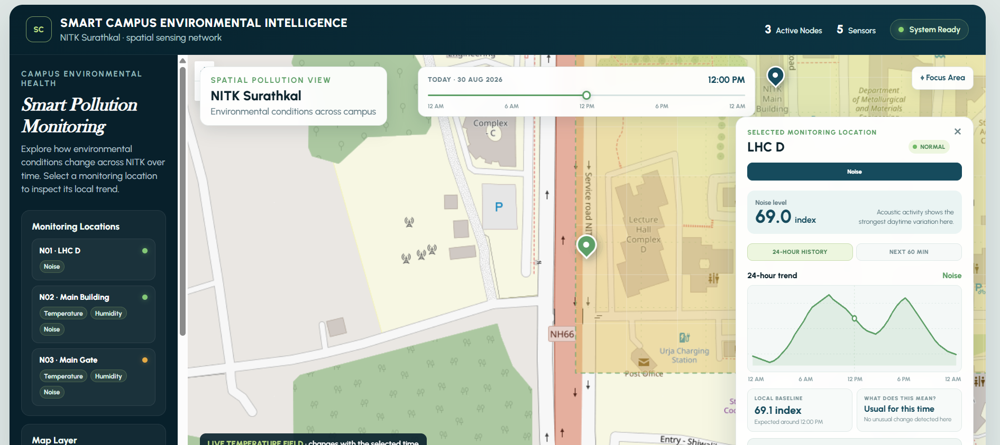 SC
SMART CAMPUS ENVIRONMENTAL INTELLIGENCE
NITK Surathkal · spatial sensing network
3 Active Nodes
5 Sensors
System Ready
CAMPUS ENVIRONMENTAL
HEALTH
Smart Pollution
Monitoring
Explore how environmental
conditions change across NITK over
time. Select a monitoring location
to inspect its local trend.
Monitoring Locations
N01 · LHC D
Noise
N02 · Main Building
Temperature
Humidity
Noise
N03 · Main Gate
Temperature
Humidity
Noise
Map Layer
SPATIAL POLLUTION VIEW
NITK Surathkal
Environmental conditions across campus
TODAY · 30 AUG 2026
12:00 PM
12 AM
6 AM
12 PM
6 PM
12 AM
Focus Area
Engineering
Complex
- C
P
Service road NIT
Lecture
Hall
Complex
D
NH66
Urja Charging
Station
Post Office
Road
NITK
Main
Building
Department
of Metallurgical
and Materials
Engineering
P
Entry - Shiwalik
LIVE TEMPERATURE FIELD · changes with the selected time
SELECTED MONITORING LOCATION
LHC D
NORMAL
Noise
Noise level
69.0 index
Acoustic activity shows the
strongest daytime variation here.
24-HOUR HISTORY
NEXT 60 MIN
24-hour trend
Noise
12 AM
6 AM
12 PM
6 PM
12 AM
LOCAL BASELINE
69.1 index
Expected around 12:00 PM
WHAT DOES THIS MEAN?
Usual for this time
No unusual change detected here